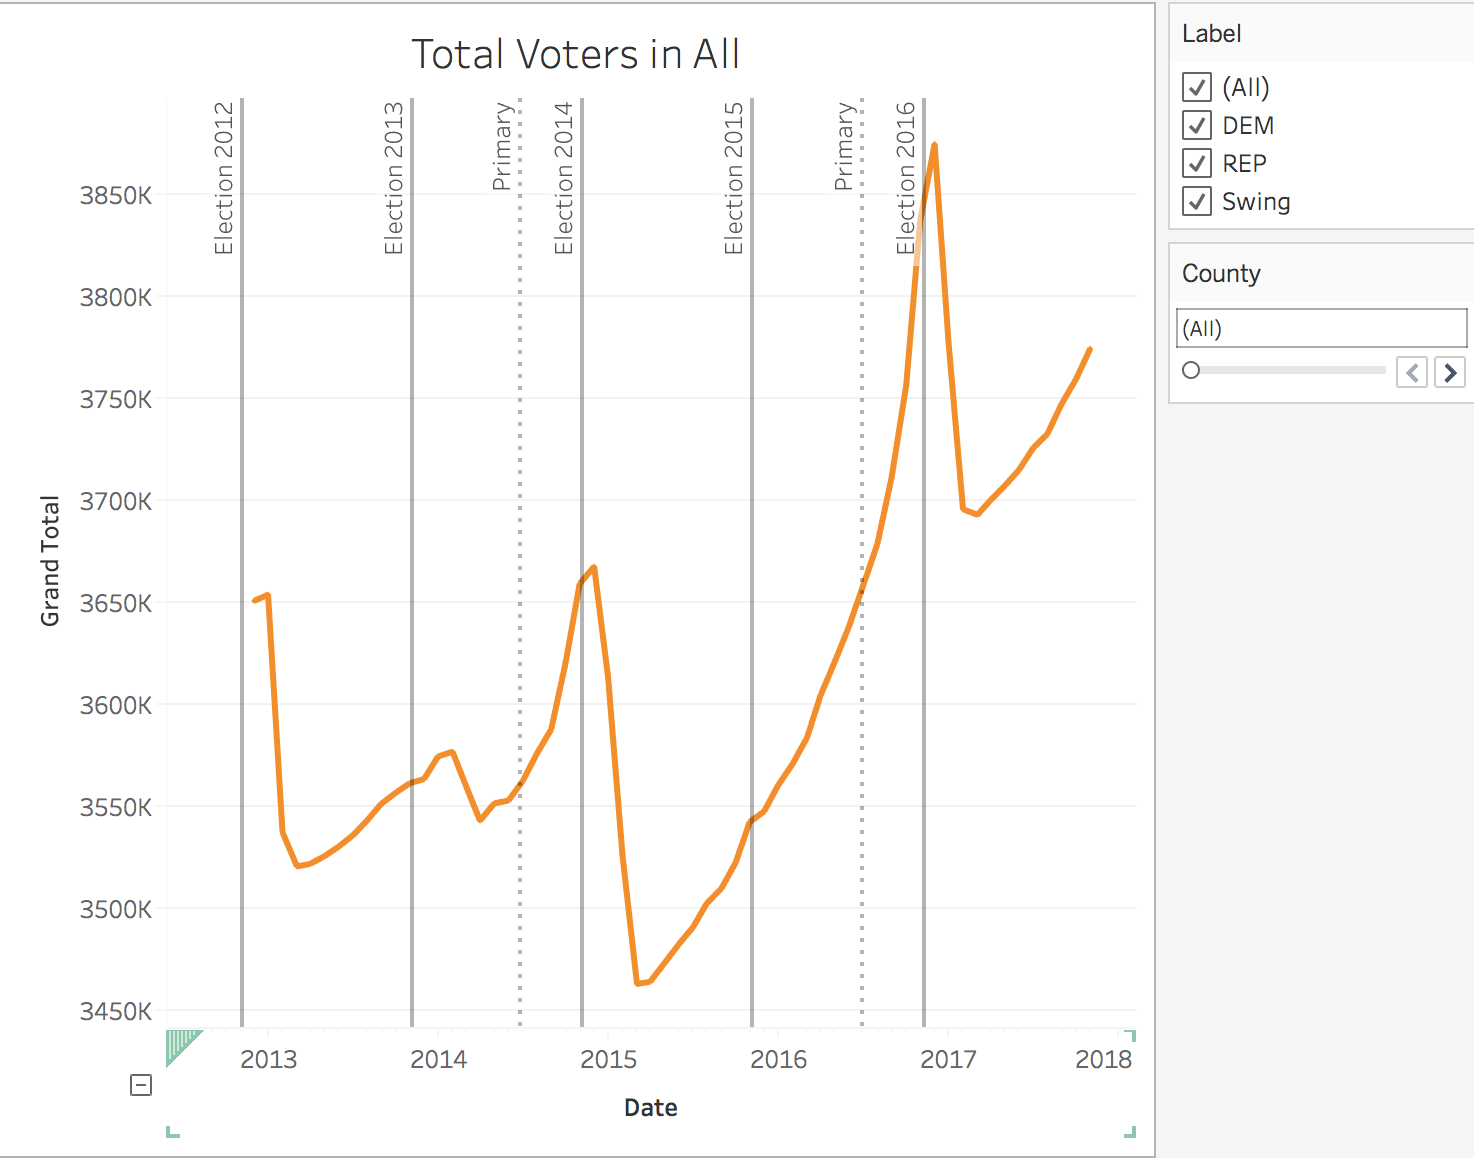 Total Voters in All
Election 2012
Election 2013
Primary
Election 2014
Election 2015
Primary
Election 2016
3850K
3800K
3750K
3700K
3650K
3600K
3550K
3500K
3450K
Grand Total
2013
2014
2015
2016
2017
2018
Date
Label
(All)
DEM
REP
Swing
County
(All)